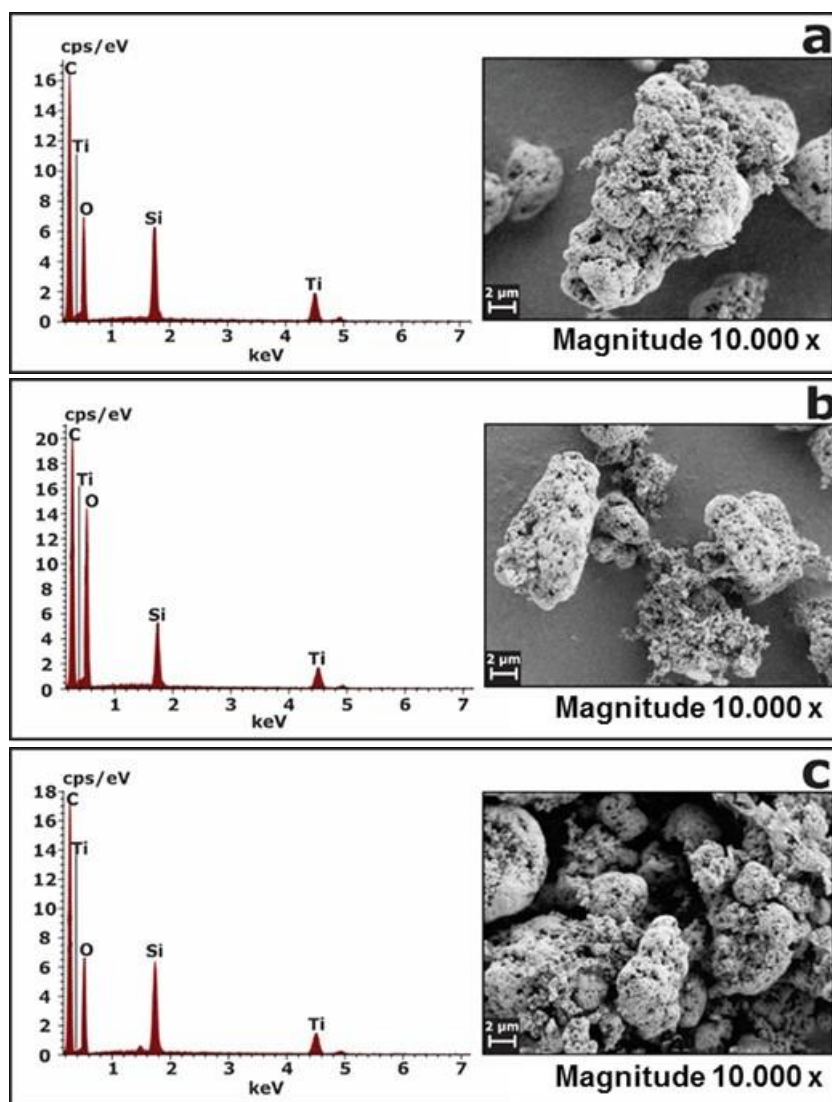 a
cps/eV
C
16
14
Ti
12
10
8
O
Si
6
4
Ti
2
0
1 2 3 4 5 6 7
keV
2 µm
Magnitude 10.000 x
b
cps/eV
20
C
18
Ti
16
O
14
12
10
8
Si
6
4
Ti
2
0
1 2 3 4 5 6 7
keV
2 µm
Magnitude 10.000 x
c
cps/eV
18
C
16
14
Ti
12
10
8
O
Si
6
4
Ti
2
0
1 2 3 4 5 6 7
keV
2 µm
Magnitude 10.000 x